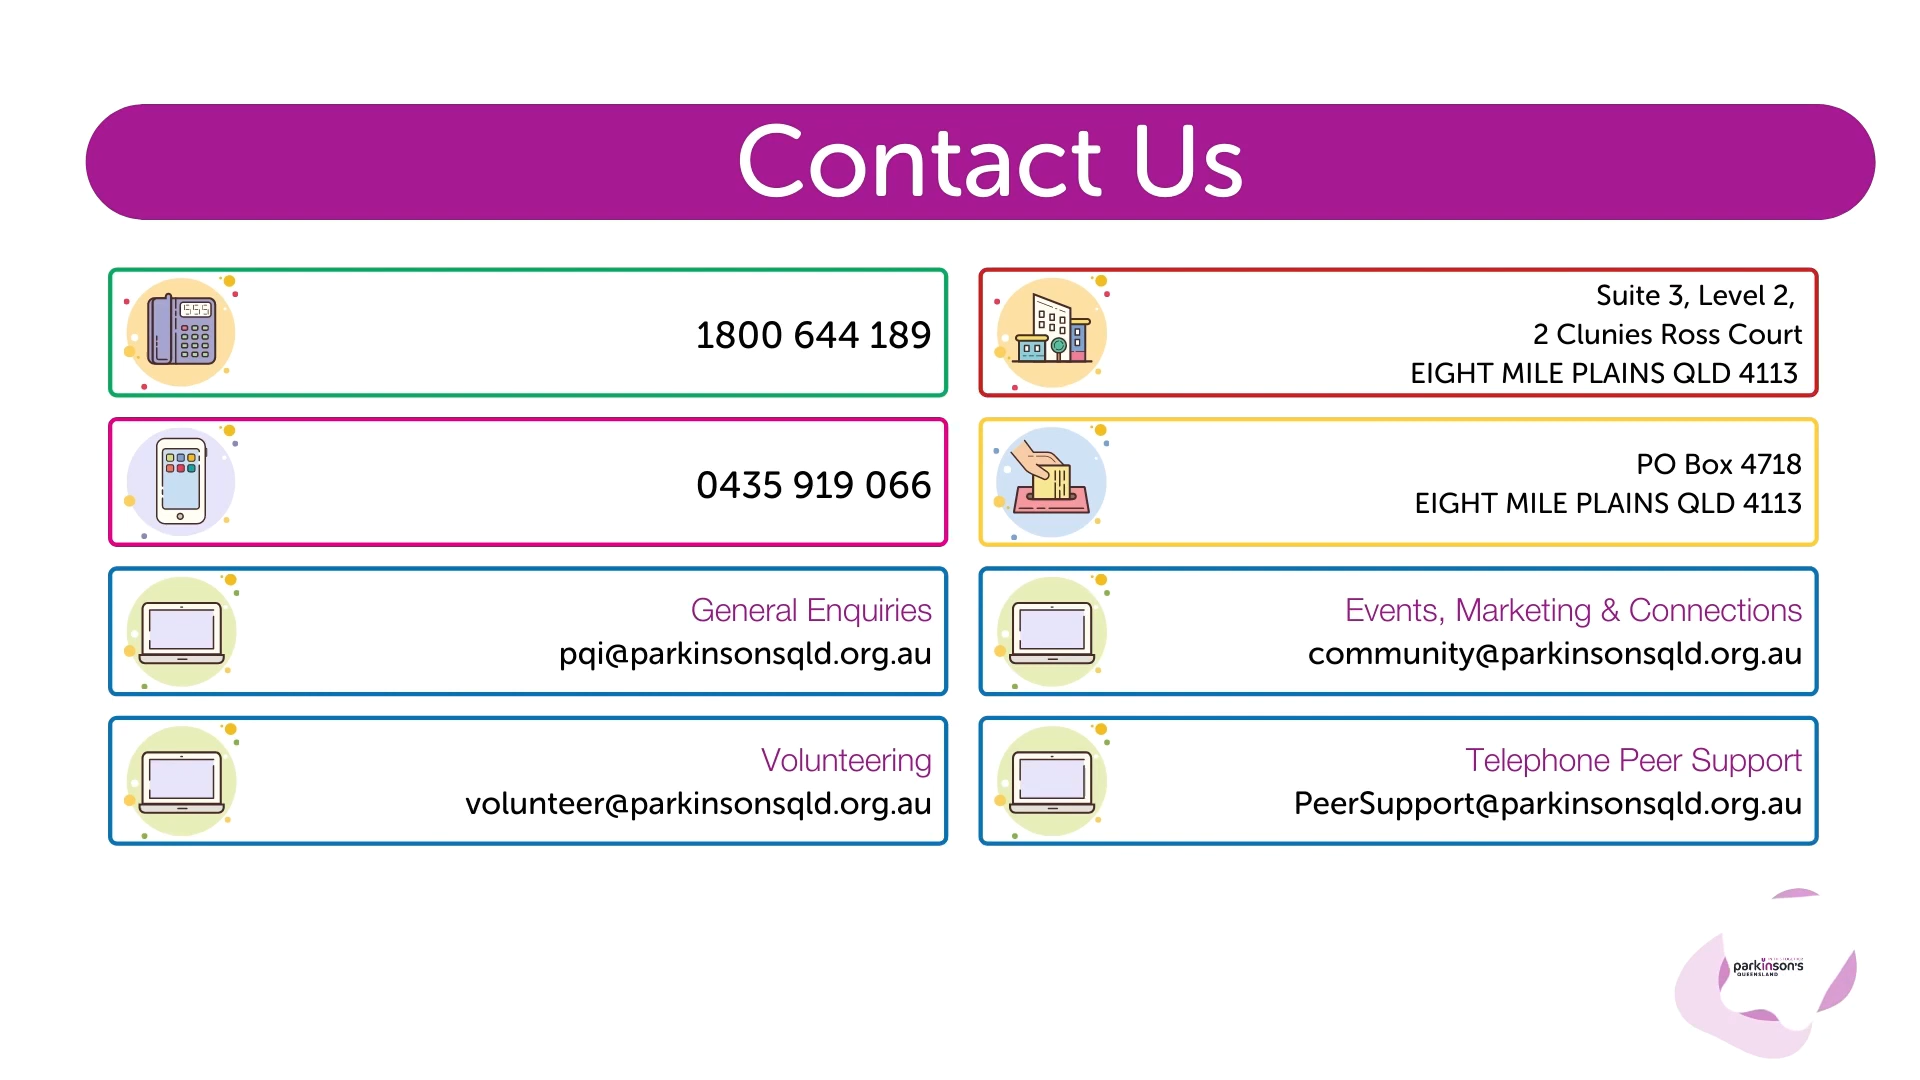 Contact Us
1800 644 189
Suite 3, Level 2,
2 Clunies Ross Court
EIGHT MILE PLAINS QLD 4113
0435 919 066
PO Box 4718
EIGHT MILE PLAINS QLD 4113
General Enquiries
pqi@parkinsonsqld.org.au
Events, Marketing & Connections
community@parkinsonsqld.org.au
Volunteering
volunteer@parkinsonsqld.org.au
Telephone Peer Support
PeerSupport@parkinsonsqld.org.au
parkinson's
QUEENSLAND